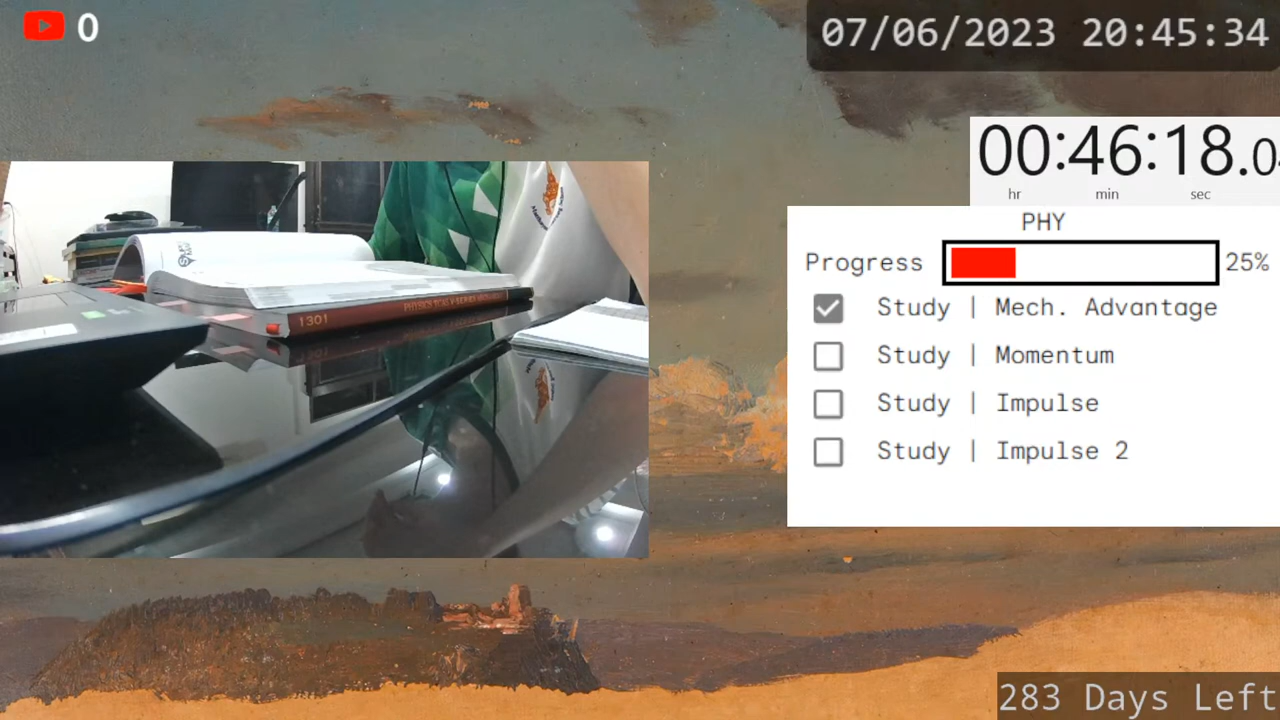 0
07/06/2023 20:45:34
00:46:18.0
hr min sec
PHY
Progress 25%
Study | Mech. Advantage
Study | Momentum
Study | Impulse
Study | Impulse 2
1301
283 Days Left